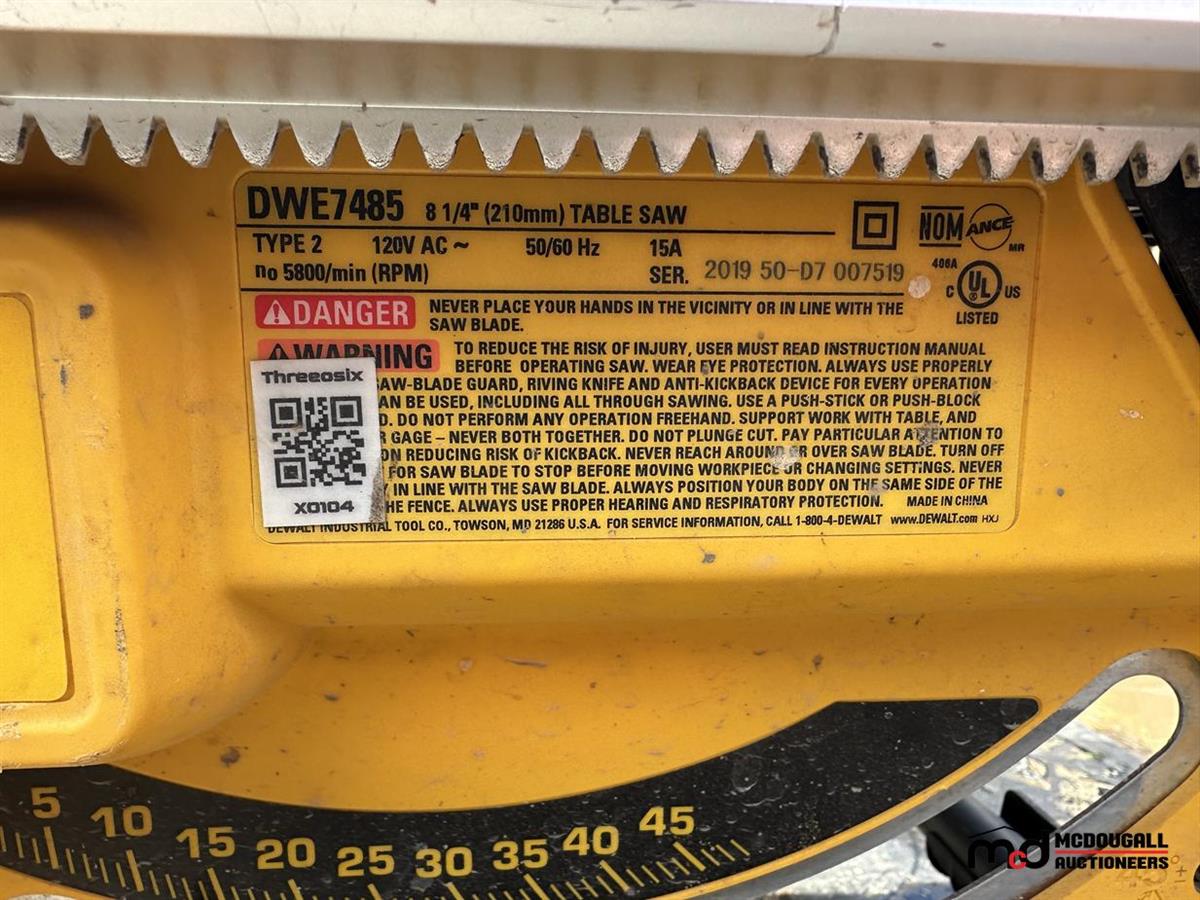 DWE7485 8 1/4" (210mm) TABLE SAW
TYPE 2 120V AC ~ 50/60 Hz 15A
no 5800/min (RPM) SER. 2019 50-D7 007519
NOM ANCE MR
406A
C UL US
LISTED
DANGER NEVER PLACE YOUR HANDS IN THE VICINITY OR IN LINE WITH THE
SAW BLADE.
WARNING TO REDUCE THE RISK OF INJURY, USER MUST READ INSTRUCTION MANUAL
BEFORE OPERATING SAW. WEAR EYE PROTECTION. ALWAYS USE PROPERLY
SAW-BLADE GUARD, RIVING KNIFE AND ANTI-KICKBACK DEVICE FOR EVERY OPERATION
CAN BE USED, INCLUDING ALL THROUGH SAWING. USE A PUSH-STICK OR PUSH-BLOCK
D. DO NOT PERFORM ANY OPERATION FREEHAND. SUPPORT WORK WITH TABLE, AND
R GAGE – NEVER BOTH TOGETHER. DO NOT PLUNGE CUT. PAY PARTICULAR ATTENTION TO
ON REDUCING RISK OF KICKBACK. NEVER REACH AROUND OR OVER SAW BLADE. TURN OFF
FOR SAW BLADE TO STOP BEFORE MOVING WORKPIECE OR CHANGING SETTINGS. NEVER
IN LINE WITH THE SAW BLADE. ALWAYS POSITION YOUR BODY ON THE SAME SIDE OF THE
HE FENCE. ALWAYS USE PROPER HEARING AND RESPIRATORY PROTECTION. MADE IN CHINA
DEWALT INDUSTRIAL TOOL CO., TOWSON, MD 21286 U.S.A. FOR SERVICE INFORMATION, CALL 1-800-4-DEWALT www.DEWALT.com HXJ
Threeosix
X0104
5 10 15 20 25 30 35 40 45
mcd MCDOUGALL
AUCTIONEERS